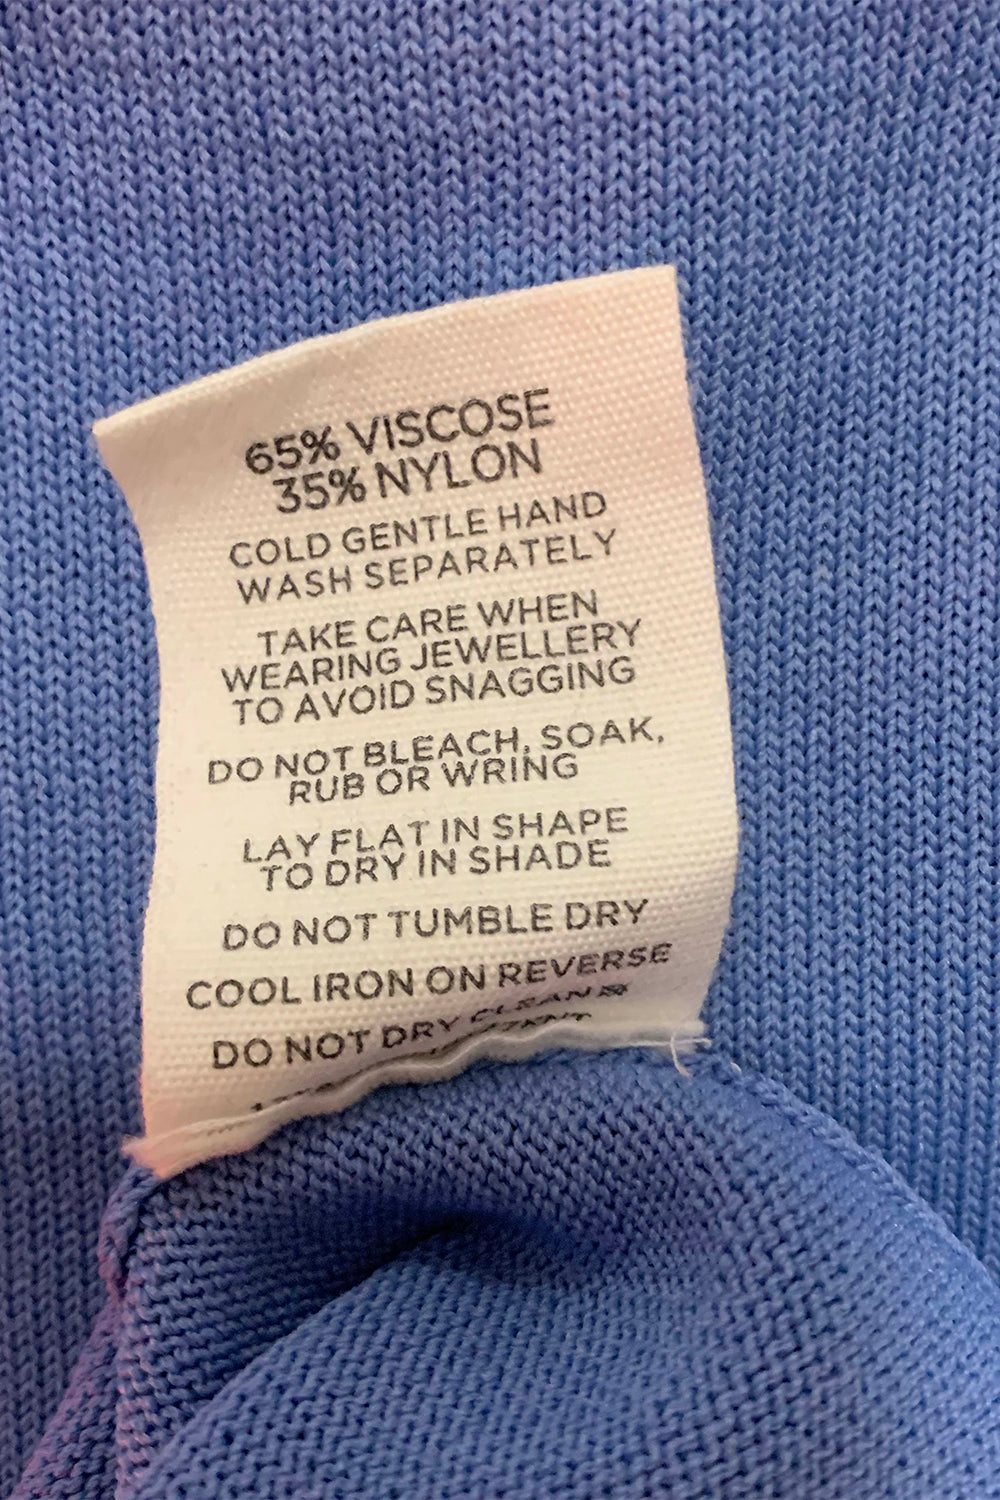 65% VISCOSE
35% NYLON
COLD GENTLE HAND
WASH SEPARATELY
TAKE CARE WHEN
WEARING JEWELLERY
TO AVOID SNAGGING
DO NOT BLEACH, SOAK,
RUB OR WRING
LAY FLAT IN SHAPE
TO DRY IN SHADE
DO NOT TUMBLE DRY
COOL IRON ON REVERSE
DO NOT DRY CLEAN